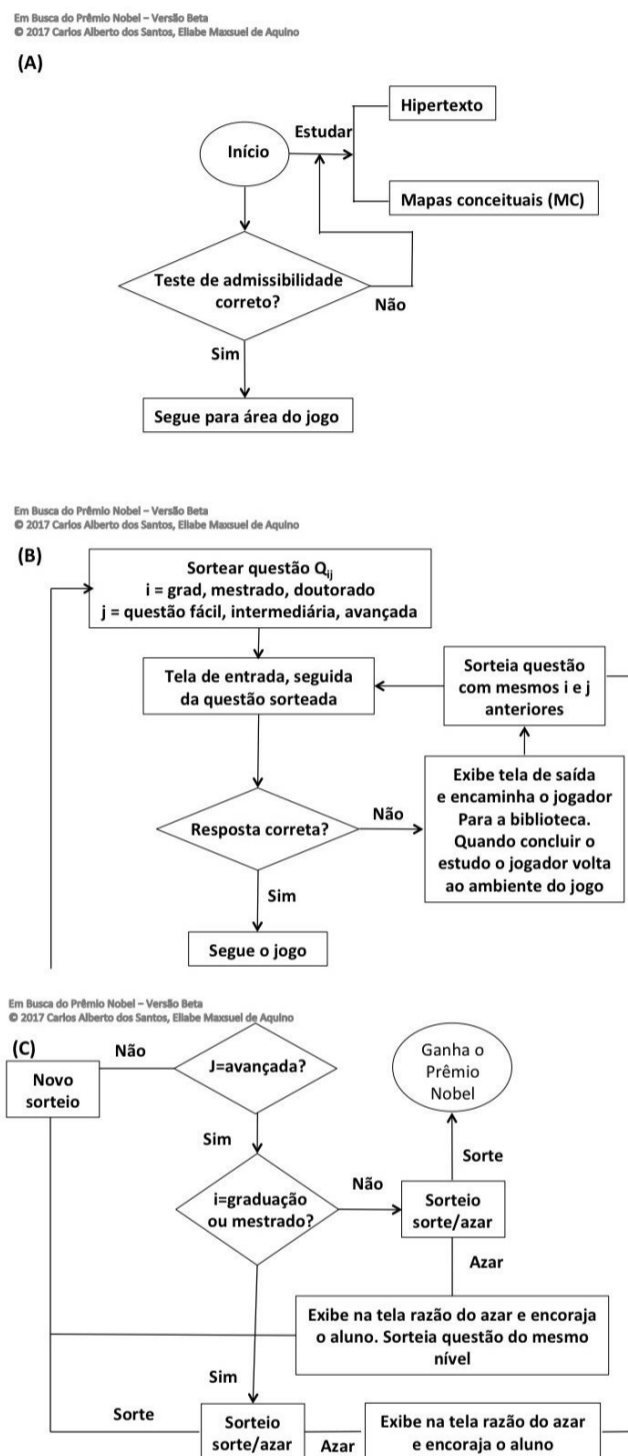 Em Busca do Prêmio Nobel – Versão Beta
© 2017 Carlos Alberto dos Santos, Eliabe Maxsuel de Aquino
(A)
Hipertexto
Estudar
Início
Mapas conceituais (MC)
Teste de admissibilidade
correto?
Não
Sim
Segue para área do jogo
Em Busca do Prêmio Nobel – Versão Beta
© 2017 Carlos Alberto dos Santos, Eliabe Maxsuel de Aquino
(B)
Sortear questão Qij
i = grad, mestrado, doutorado
j = questão fácil, intermediária, avançada
Tela de entrada, seguida
da questão sorteada
Sorteia questão
com mesmos i e j
anteriores
Exibe tela de saída
e encaminha o jogador
Para a biblioteca.
Quando concluir o
estudo o jogador volta
ao ambiente do jogo
Não
Resposta correta?
Sim
Segue o jogo
Em Busca do Prêmio Nobel – Versão Beta
© 2017 Carlos Alberto dos Santos, Eliabe Maxsuel de Aquino
(C)
Não
J=avançada?
Ganha o
Prêmio
Nobel
Novo
sorteio
Sim
Sorte
Não
i=graduação
ou mestrado?
Sorteio
sorte/azar
Azar
Exibe na tela razão do azar e encoraja
o aluno. Sorteia questão do mesmo
nível
Sim
Sorte
Sorteio
sorte/azar
Azar
Exibe na tela razão do azar
e encoraja o aluno